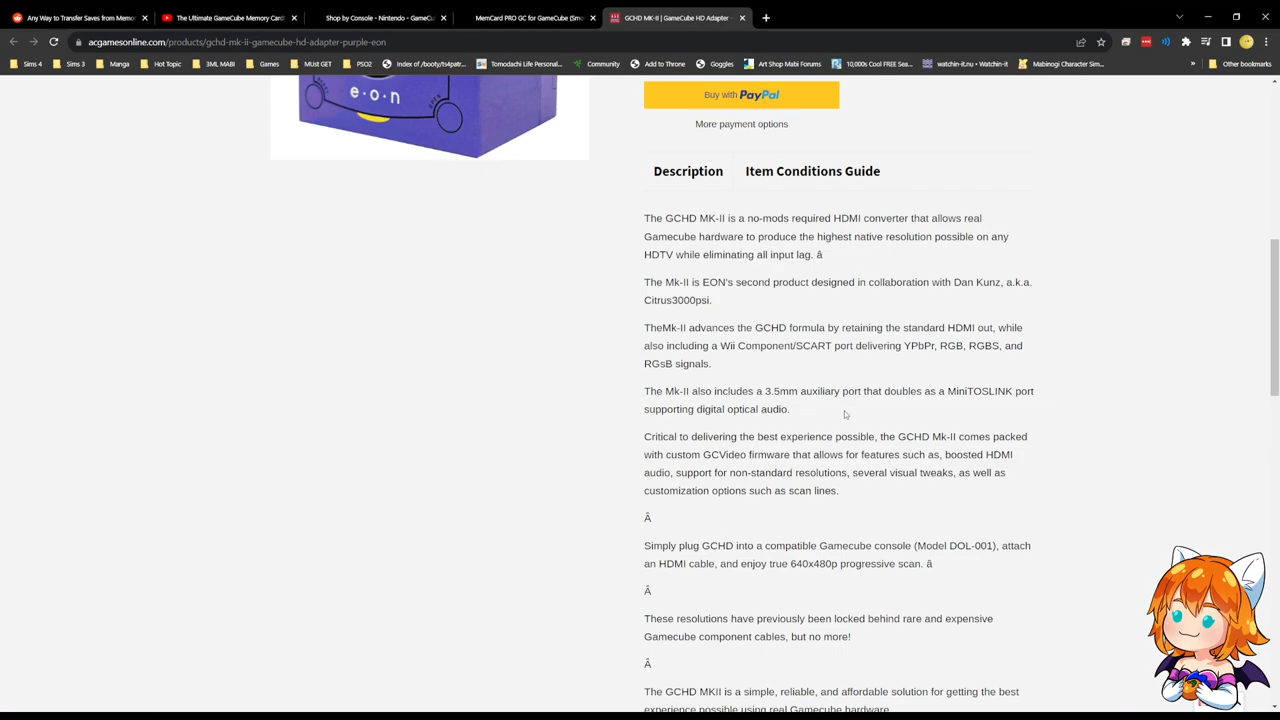 Any Way to Transfer Saves from Memor
The Ultimate GameCube Memory Card
Shop by Console - Nintendo - GameCu
MemCard PRO GC for GameCube (Smo
GCHD MK-II | GameCube HD Adapter -
acgamesonline.com/products/gchd-mk-ii-gamecube-hd-adapter-purple-eon
Sims 4 Sims 3 Manga Hot Topic 3ML MABI Games MUst GET PSO2 Index of /booty/ts4patr... Tomodachi Life Personal... Community Add to Throne Goggles Art Shop Mabi Forums 10,000s Cool FREE Sea... watchin-it.nu • Watchin-it Mabinogi Character Sim... » Other bookmarks
e·o·n
OPEN
Buy with PayPal
More payment options
Description Item Conditions Guide
The GCHD MK-II is a no-mods required HDMI converter that allows real
Gamecube hardware to produce the highest native resolution possible on any
HDTV while eliminating all input lag. â
The Mk-II is EON's second product designed in collaboration with Dan Kunz, a.k.a.
Citrus3000psi.
TheMk-II advances the GCHD formula by retaining the standard HDMI out, while
also including a Wii Component/SCART port delivering YPbPr, RGB, RGBS, and
RGsB signals.
The Mk-II also includes a 3.5mm auxiliary port that doubles as a MiniTOSLINK port
supporting digital optical audio.
Critical to delivering the best experience possible, the GCHD Mk-II comes packed
with custom GCVideo firmware that allows for features such as, boosted HDMI
audio, support for non-standard resolutions, several visual tweaks, as well as
customization options such as scan lines.
Â
Simply plug GCHD into a compatible Gamecube console (Model DOL-001), attach
an HDMI cable, and enjoy true 640x480p progressive scan. â
Â
These resolutions have previously been locked behind rare and expensive
Gamecube component cables, but no more!
Â
The GCHD MKII is a simple, reliable, and affordable solution for getting the best
experience possible using real Gamecube hardware.